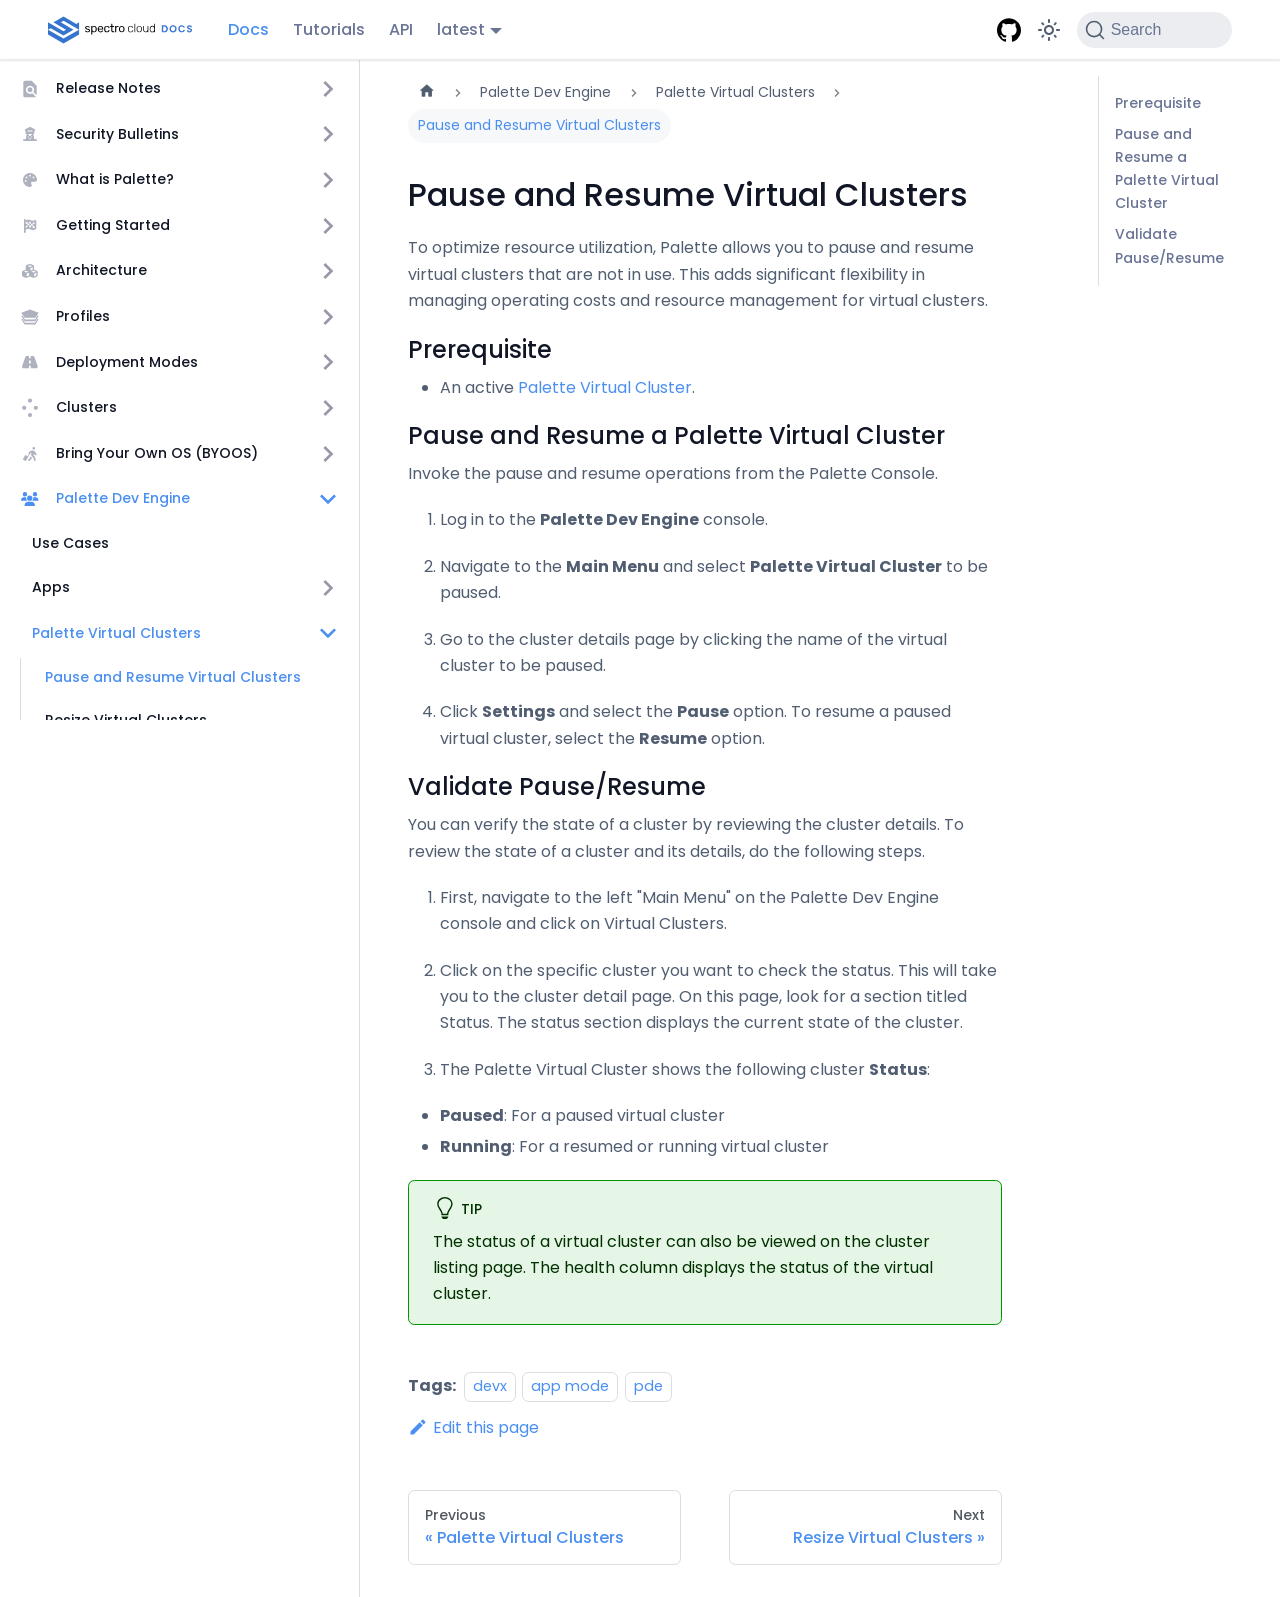 spectro cloud DOCS
Docs
Tutorials
API
latest
Search
Release Notes
Security Bulletins
What is Palette?
Getting Started
Architecture
Profiles
Deployment Modes
Clusters
Bring Your Own OS (BYOOS)
Palette Dev Engine
Use Cases
Apps
Palette Virtual Clusters
Pause and Resume Virtual Clusters
Resize Virtual Clusters
Palette Dev Engine
Palette Virtual Clusters
Pause and Resume Virtual Clusters
Pause and Resume Virtual Clusters
To optimize resource utilization, Palette allows you to pause and resume
virtual clusters that are not in use. This adds significant flexibility in
managing operating costs and resource management for virtual clusters.
Prerequisite
• An active Palette Virtual Cluster.
Pause and Resume a Palette Virtual Cluster
Invoke the pause and resume operations from the Palette Console.
1. Log in to the Palette Dev Engine console.
2. Navigate to the Main Menu and select Palette Virtual Cluster to be
paused.
3. Go to the cluster details page by clicking the name of the virtual
cluster to be paused.
4. Click Settings and select the Pause option. To resume a paused
virtual cluster, select the Resume option.
Validate Pause/Resume
You can verify the state of a cluster by reviewing the cluster details. To
review the state of a cluster and its details, do the following steps.
1. First, navigate to the left "Main Menu" on the Palette Dev Engine
console and click on Virtual Clusters.
2. Click on the specific cluster you want to check the status. This will take
you to the cluster detail page. On this page, look for a section titled
Status. The status section displays the current state of the cluster.
3. The Palette Virtual Cluster shows the following cluster Status:
• Paused: For a paused virtual cluster
• Running: For a resumed or running virtual cluster
TIP
The status of a virtual cluster can also be viewed on the cluster
listing page. The health column displays the status of the virtual
cluster.
Tags: devx app mode pde
Edit this page
Previous
« Palette Virtual Clusters
Next
Resize Virtual Clusters »
Prerequisite
Pause and
Resume a
Palette Virtual
Cluster
Validate
Pause/Resume